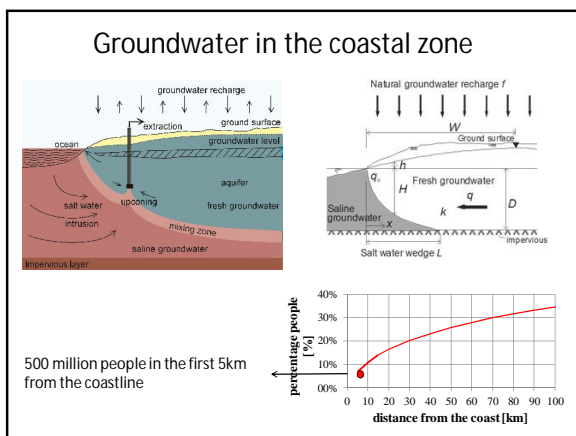 Groundwater in the coastal zone
groundwater recharge
extraction
ground surface
ocean
groundwater level
aquifer
fresh groundwater
salt water
upconing
intrusion
mixing zone
saline groundwater
impervious layer
Natural groundwater recharge f
W
Ground surface
h
q₀
H
Fresh groundwater
q
D
Saline
groundwater
k
x
impervious
Salt water wedge L
500 million people in the first 5km
from the coastline
percentage people
[%]
40%
30%
20%
10%
00%
0 10 20 30 40 50 60 70 80 90 100
distance from the coast [km]